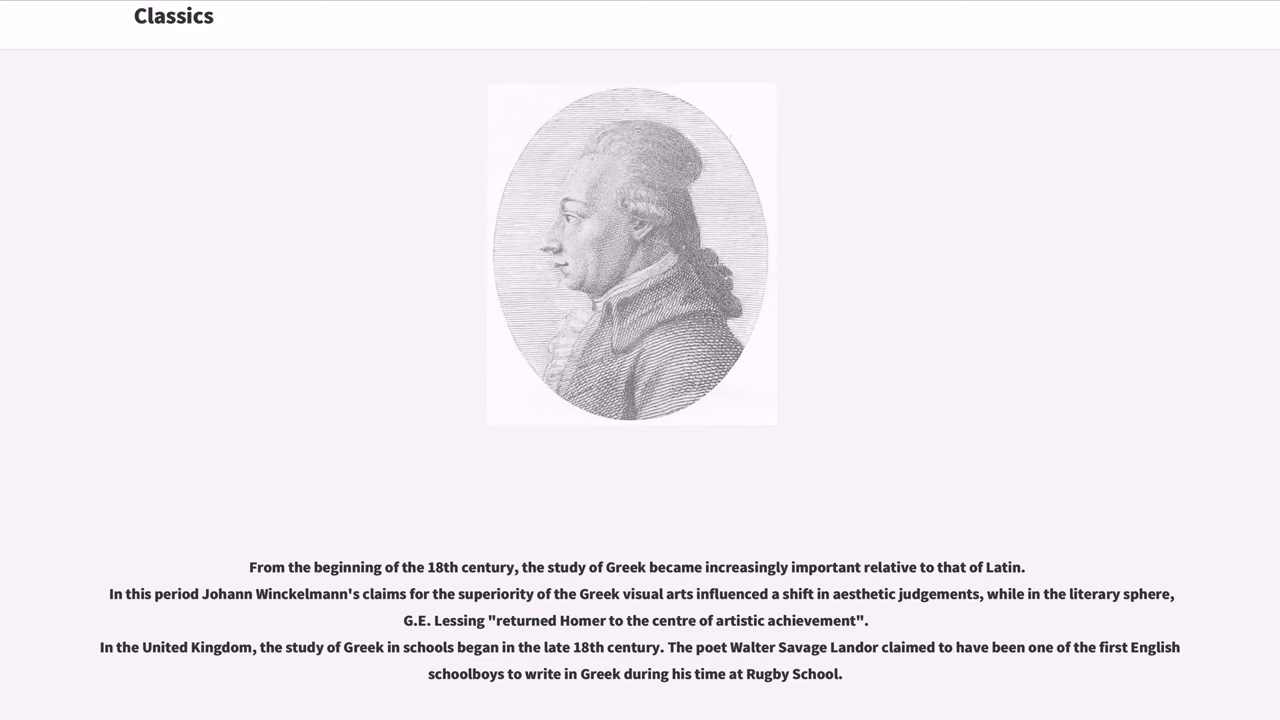 Classics
From the beginning of the 18th century, the study of Greek became increasingly important relative to that of Latin.
In this period Johann Winckelmann's claims for the superiority of the Greek visual arts influenced a shift in aesthetic judgements, while in the literary sphere,
G.E. Lessing "returned Homer to the centre of artistic achievement".
In the United Kingdom, the study of Greek in schools began in the late 18th century. The poet Walter Savage Landor claimed to have been one of the first English
schoolboys to write in Greek during his time at Rugby School.